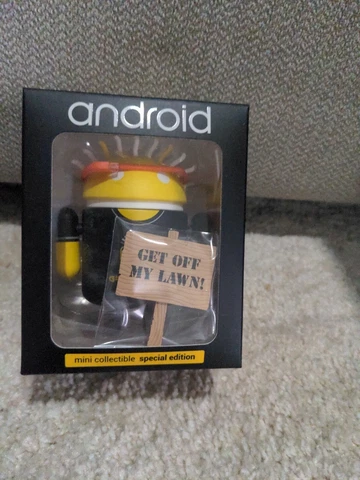 android
GET OFF
MY LAWN!
mini collectible special edition